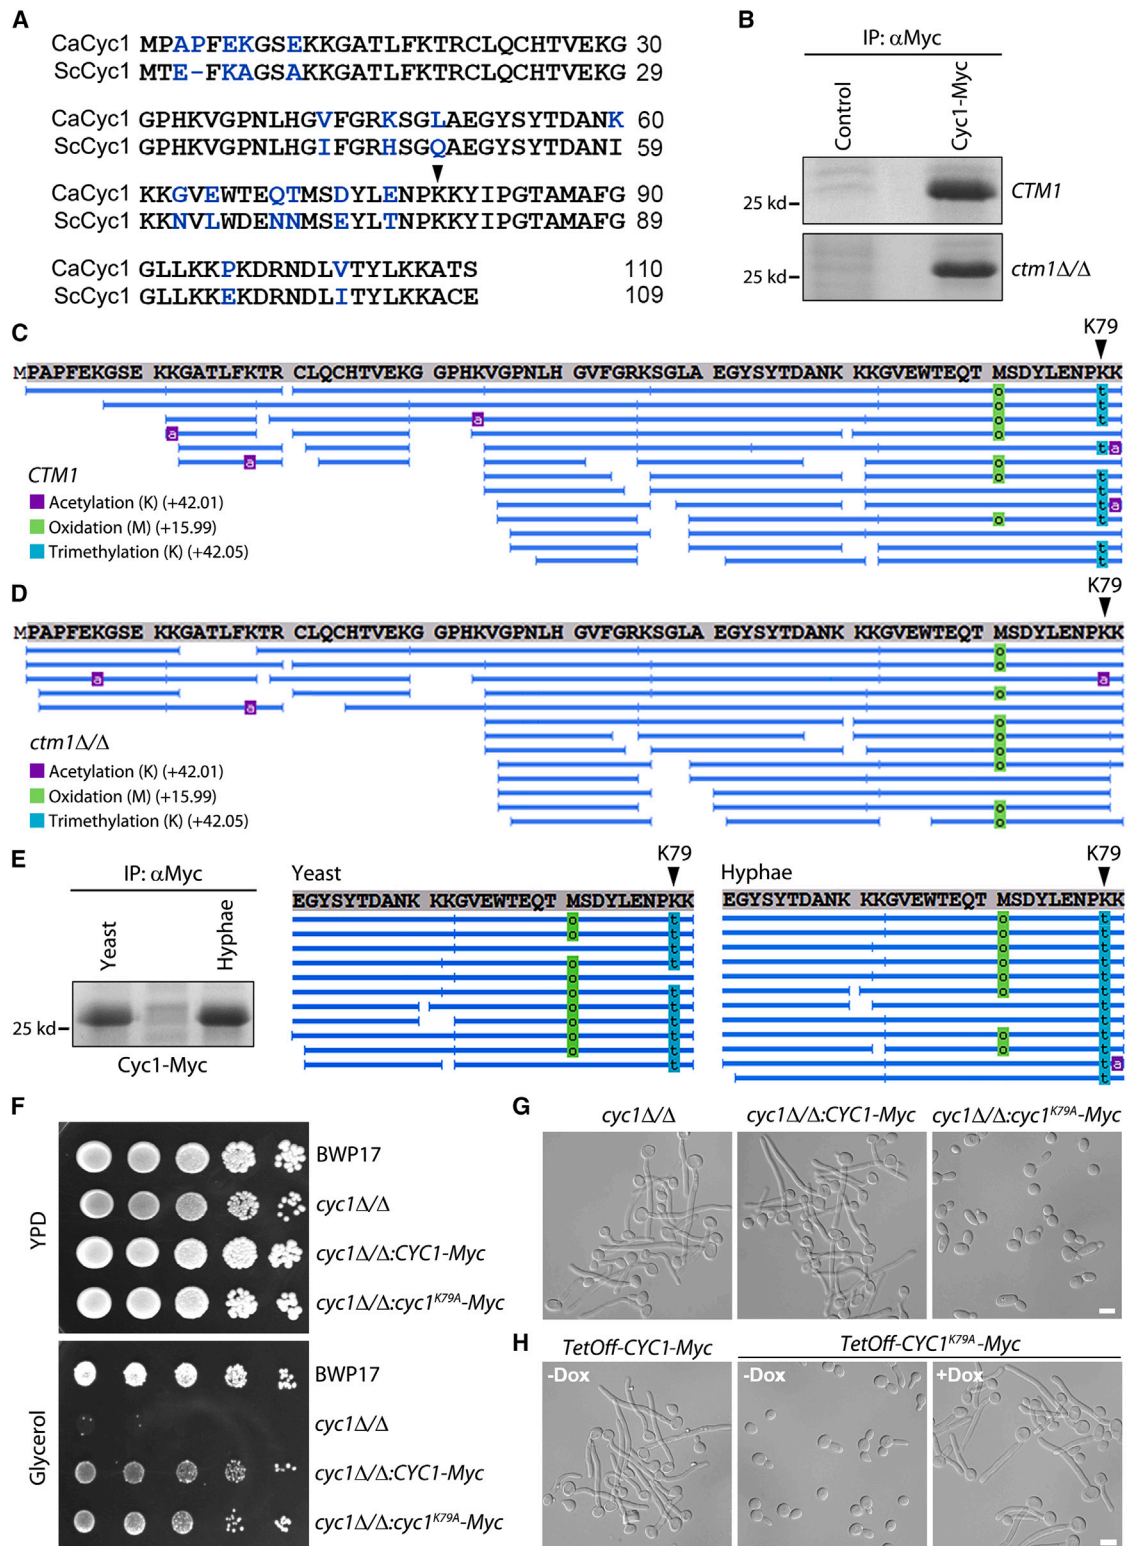 A
CaCyc1 MPAPFEKGSEKKGATLFKTRCLQCHTVEKG 30
ScCyc1 MTE-FKAGSAKKGATLFKTRCLQCHTVEKG 29
CaCyc1 GPHKVGPNLHGVFGRKSGLAEGYSYTDANK 60
ScCyc1 GPHKVGPNLHGIFGRHSGQAEGYSYTDANI 59
CaCyc1 KKGVEWTEQTMSDYLENPKKYIPGTAMAFG 90
ScCyc1 KKNVLWDENNMSEYLTNPKKYIPGTAMAFG 89
CaCyc1 GLLKKPKDRNDLVTYLKKATS 110
ScCyc1 GLLKKEKDRNDLITYLKKACE 109
B
IP: αMyc
Control
Cyc1-Myc
25 kd
CTM1
25 kd
ctm1Δ/Δ
C
K79
MPAPFEKGSE KKGATLFKTR CLQCHTVEKG GPHKVGPNLH GVFGRKSGLA EGYSYTDANK KKGVEWTEQT MSDYLENPKK
o t
o t
a o t
a o
t a
a o
o t
t
t a
o t
t
t
CTM1
Acetylation (K) (+42.01)
Oxidation (M) (+15.99)
Trimethylation (K) (+42.05)
D
K79
MPAPFEKGSE KKGATLFKTR CLQCHTVEKG GPHKVGPNLH GVFGRKSGLA EGYSYTDANK KKGVEWTEQT MSDYLENPKK
o
o
a a
o
a
o
o
o
o
o
o
ctm1Δ/Δ
Acetylation (K) (+42.01)
Oxidation (M) (+15.99)
Trimethylation (K) (+42.05)
E
IP: αMyc
Yeast
Hyphae
25 kd
Cyc1-Myc
Yeast
K79
EGYSYTDANK KKGVEWTEQT MSDYLENPKK
o t
o t
t
o t
o
o t
o t
o t
o t
o t
t
Hyphae
K79
EGYSYTDANK KKGVEWTEQT MSDYLENPKK
o t
o t
o t
o t
o t
o t
t
t
o t
o t
t a
t
F
YPD
BWP17
cyc1Δ/Δ
cyc1Δ/Δ:CYC1-Myc
cyc1Δ/Δ:cyc1K79A-Myc
Glycerol
BWP17
cyc1Δ/Δ
cyc1Δ/Δ:CYC1-Myc
cyc1Δ/Δ:cyc1K79A-Myc
G
cyc1Δ/Δ
cyc1Δ/Δ:CYC1-Myc
cyc1Δ/Δ:cyc1K79A-Myc
H
TetOff-CYC1-Myc
TetOff-CYC1K79A-Myc
-Dox
-Dox
+Dox